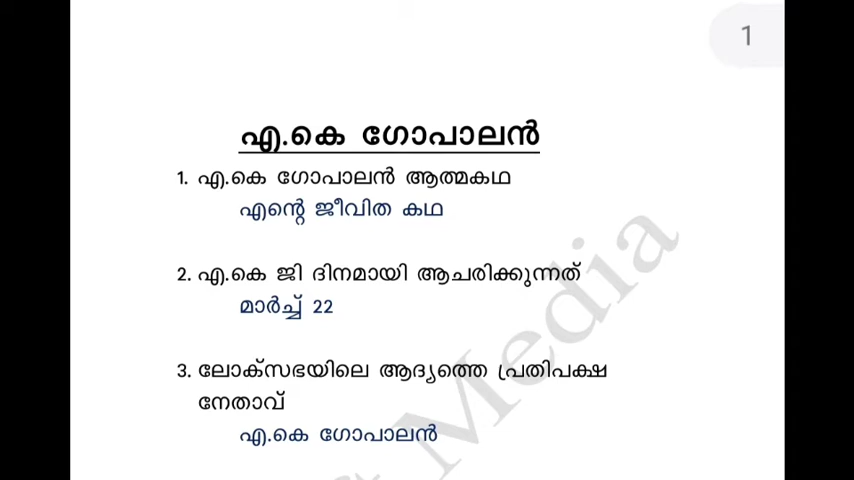 1
എ.കെ ഗോപാലൻ
1. എ.കെ ഗോപാലൻ ആത്മകഥ
എന്റെ ജീവിത കഥ
2. എ.കെ ജി ദിനമായി ആചരിക്കുന്നത്
മാർച്ച് 22
3. ലോക്സഭയിലെ ആദ്യത്തെ പ്രതിപക്ഷ
നേതാവ്
എ.കെ ഗോപാലൻ
Media